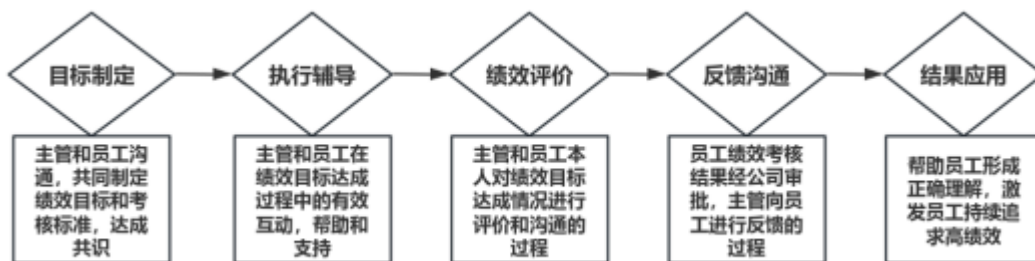 目标制定
执行辅导
绩效评价
反馈沟通
结果应用
主管和员工沟
通，共同制定
绩效目标和考
核标准，达成
共识
主管和员工在
绩效目标达成
过程中的有效
互动，帮助和
支持
主管和员工本
人对绩效目标
达成情况进行
评价和沟通的
过程
员工绩效考核
结果经公司审
批，主管向员
工进行反馈的
过程
帮助员工形成
正确理解，激
发员工持续追
求高绩效